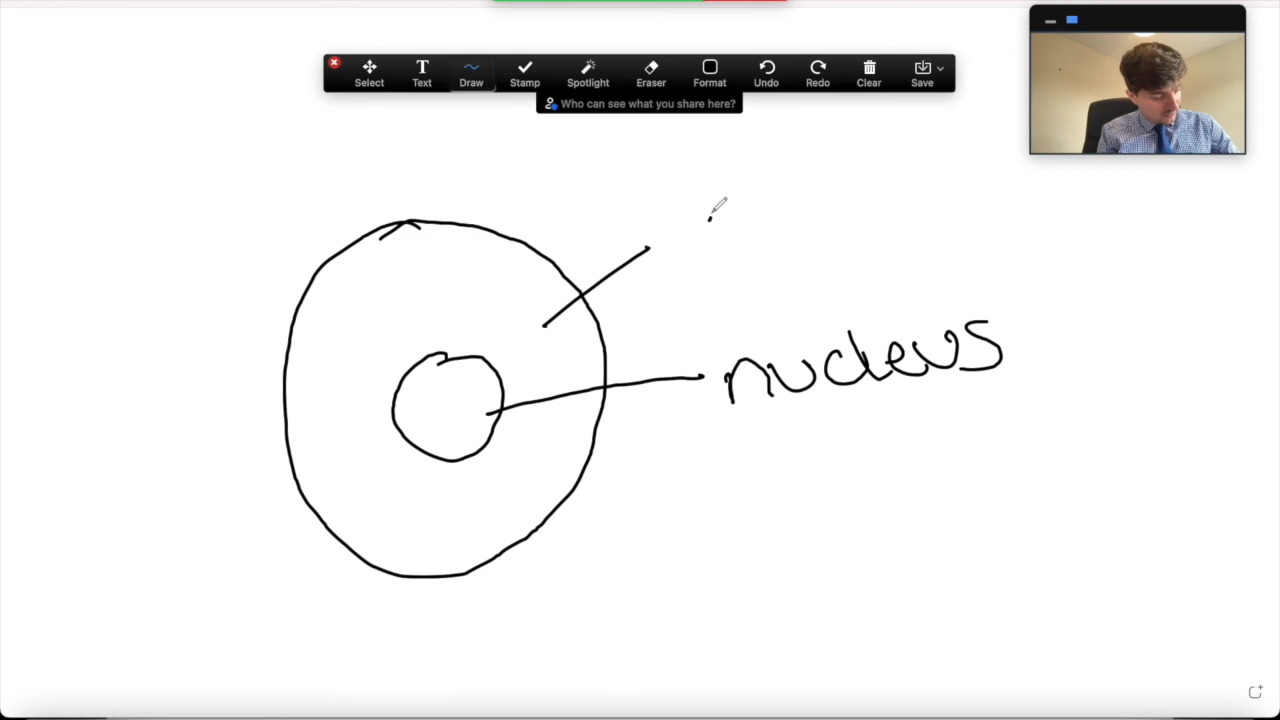 Select Text Draw Stamp Spotlight Eraser Format Undo Redo Clear Save
Who can see what you share here?
nucleus